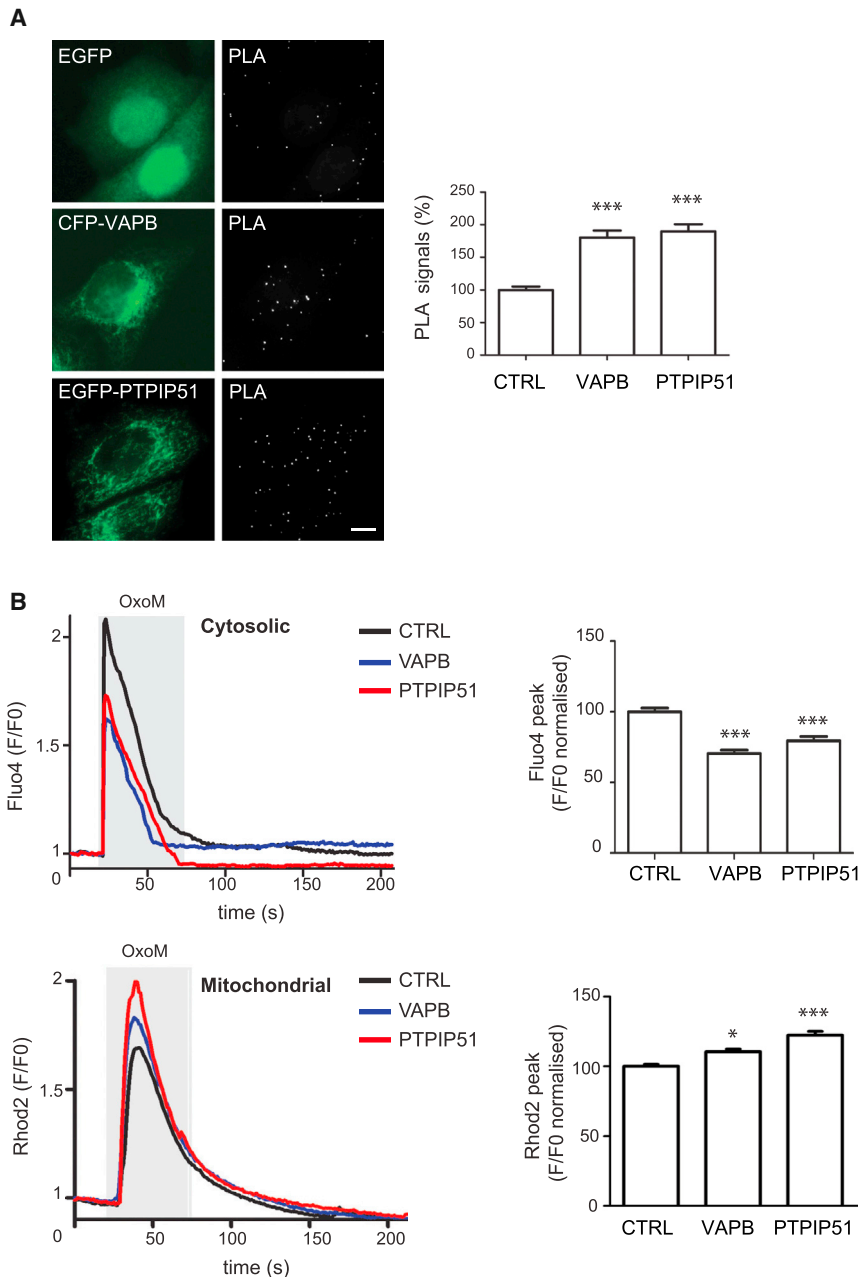 A
EGFP
PLA
CFP-VAPB
PLA
EGFP-PTPIP51
PLA
PLA signals (%)
250
200
150
100
50
0
***
***
CTRL
VAPB
PTPIP51
B
OxoM
Cytosolic
CTRL
VAPB
PTPIP51
Fluo4 (F/F0)
2
1.5
1
0
50
100
150
200
time (s)
Fluo4 peak
(F/F0 normalised)
150
100
50
0
***
***
CTRL
VAPB
PTPIP51
OxoM
Mitochondrial
CTRL
VAPB
PTPIP51
Rhod2 (F/F0)
2
1.5
1
0
50
100
150
200
time (s)
Rhod2 peak
(F/F0 normalised)
150
100
50
0
*
***
CTRL
VAPB
PTPIP51